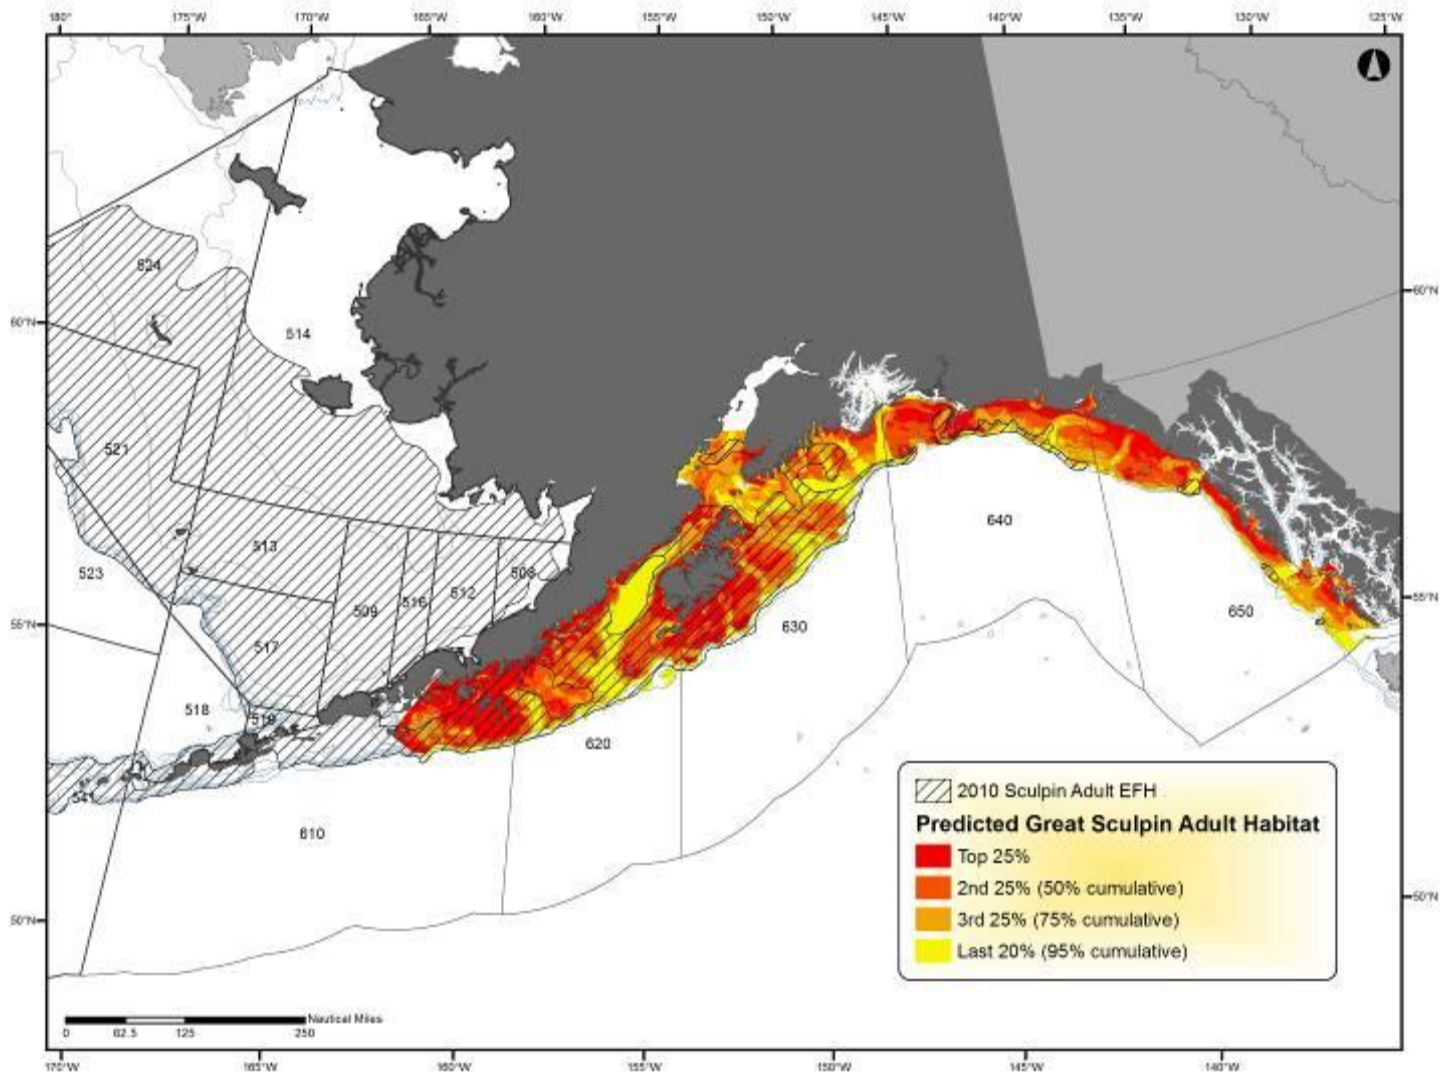 180° 175°W 170°W 165°W 160°W 155°W 150°W 145°W 140°W 135°W 130°W 125°W
624
60°N
60°N
514
521
513
523
509
516
512
508
640
55°N
55°N
650
630
517
518
519
620
541
610
2010 Sculpin Adult EFH
Predicted Great Sculpin Adult Habitat
Top 25%
2nd 25% (50% cumulative)
3rd 25% (75% cumulative)
Last 20% (95% cumulative)
50°N
50°N
Nautical Miles
0 62.5 125 250
170°W 165°W 160°W 155°W 150°W 145°W 140°W